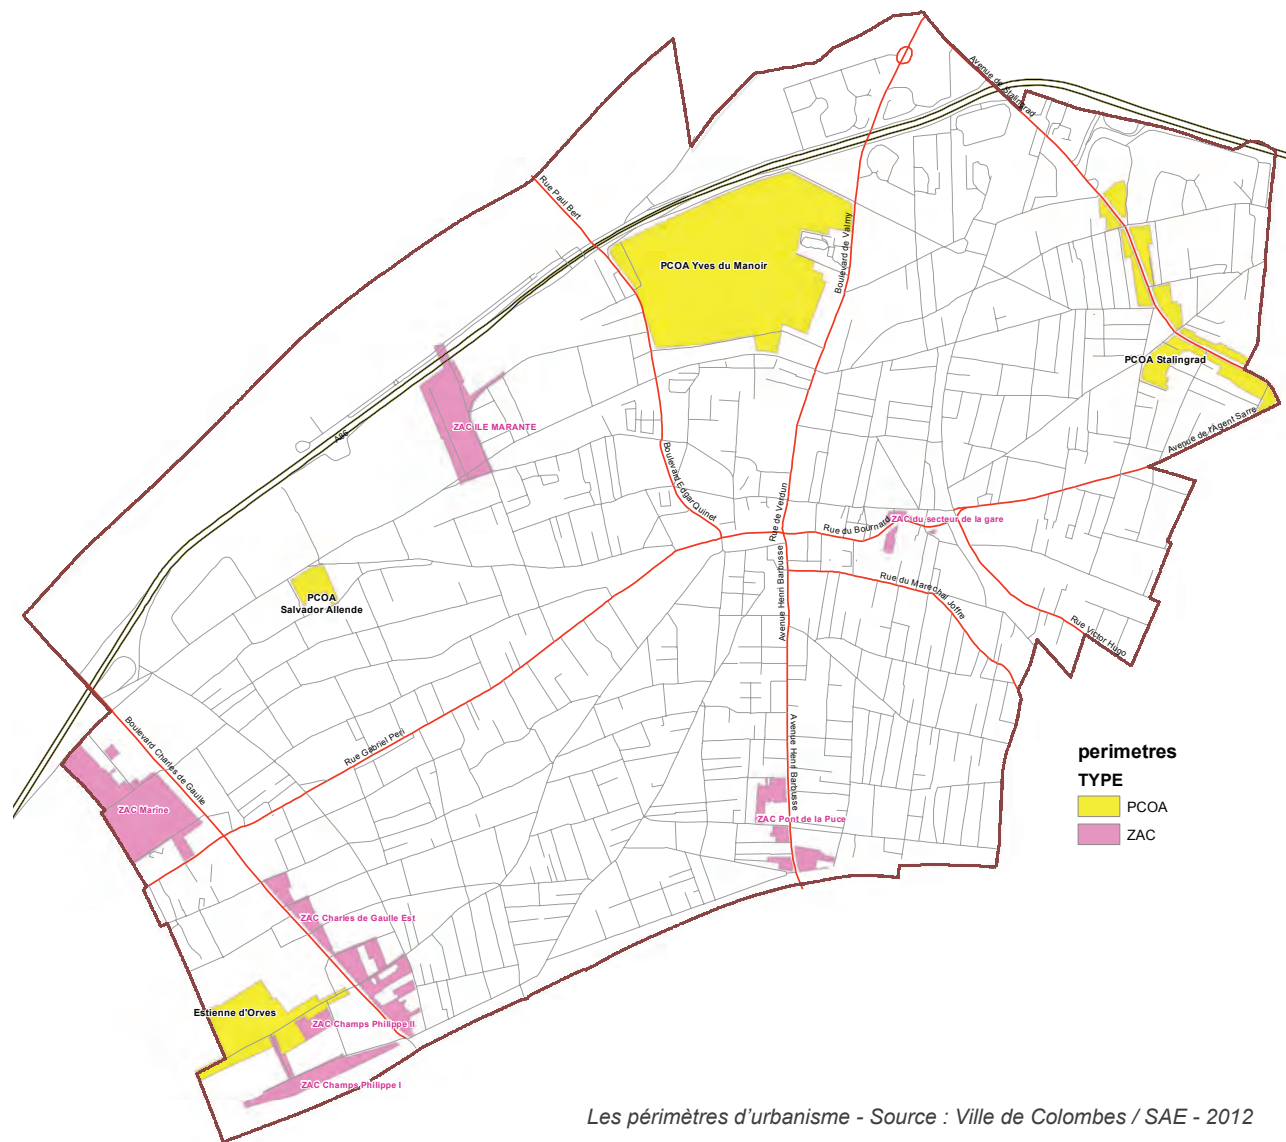 Avenue de Stalingrad
Rue Paul Bert
PCOA Yves du Manoir
Boulevard de Valmy
PCOA Stalingrad
A86
ZAC ILE MARANTE
Avenue de l'Agent Sarre
Boulevard Edgar Quinet
Rue de Verdun
Rue du Bournard
ZAC du secteur de la gare
PCOA
Salvador Allende
Avenue Henri Barbusse
Rue du Marechal Joffre
Rue Victor Hugo
Boulevard Charles de Gaulle
Rue Gabriel Peri
Avenue Henri Barbusse
perimetres
TYPE
PCOA
ZAC
ZAC Marine
ZAC Pont de la Puce
ZAC Charles de Gaulle Est
Estienne d'Orves
ZAC Champs Philippe II
ZAC Champs Philippe I
Les périmètres d'urbanisme - Source : Ville de Colombes / SAE - 2012